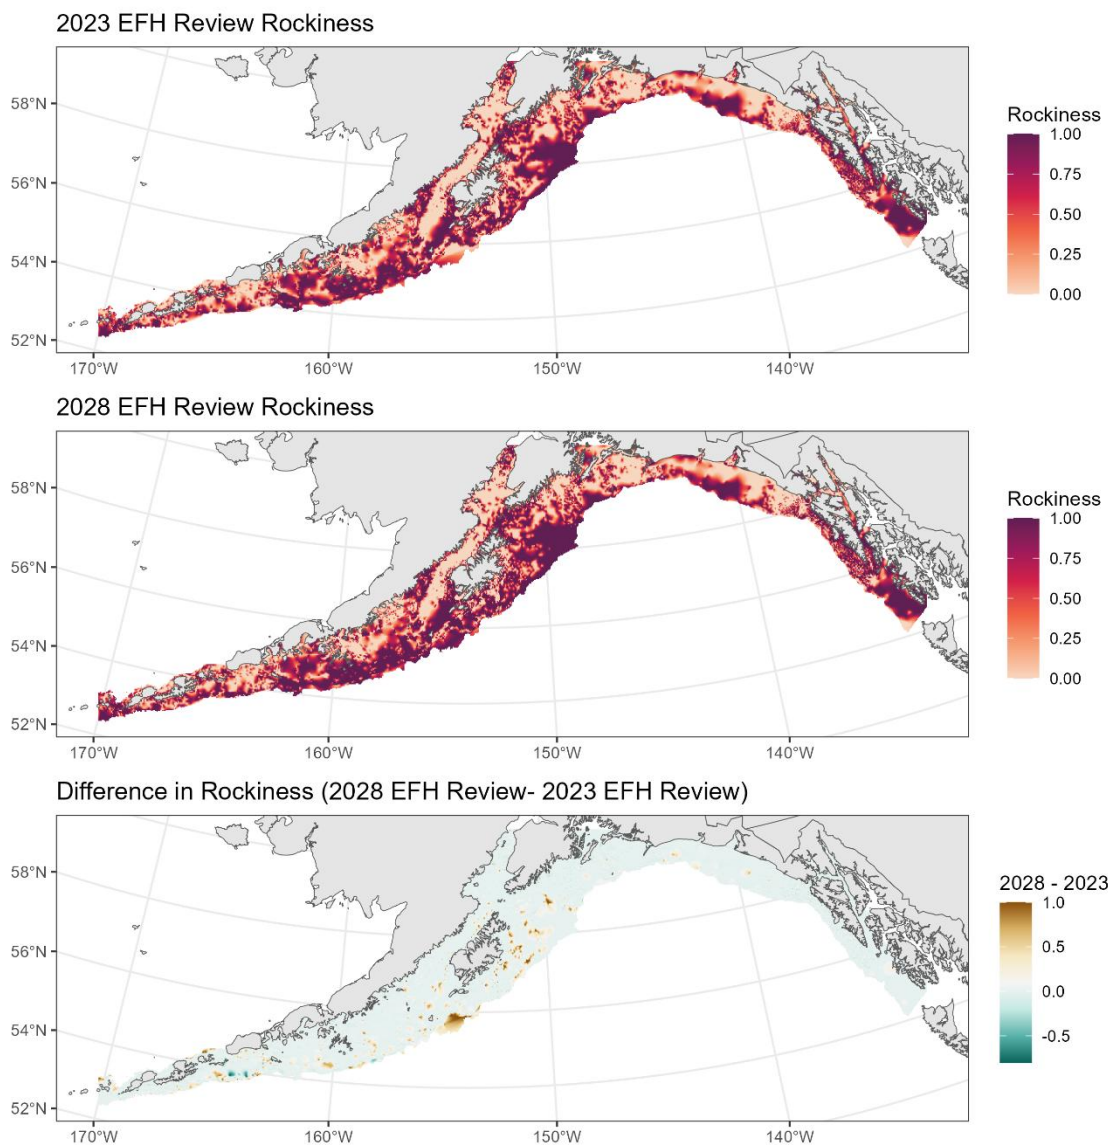 2023 EFH Review Rockiness
58°N
56°N
54°N
52°N
170°W 160°W 150°W 140°W
Rockiness
1.00
0.75
0.50
0.25
0.00
2028 EFH Review Rockiness
58°N
56°N
54°N
52°N
170°W 160°W 150°W 140°W
Rockiness
1.00
0.75
0.50
0.25
0.00
Difference in Rockiness (2028 EFH Review- 2023 EFH Review)
58°N
56°N
54°N
52°N
170°W 160°W 150°W 140°W
2028 - 2023
1.0
0.5
0.0
-0.5